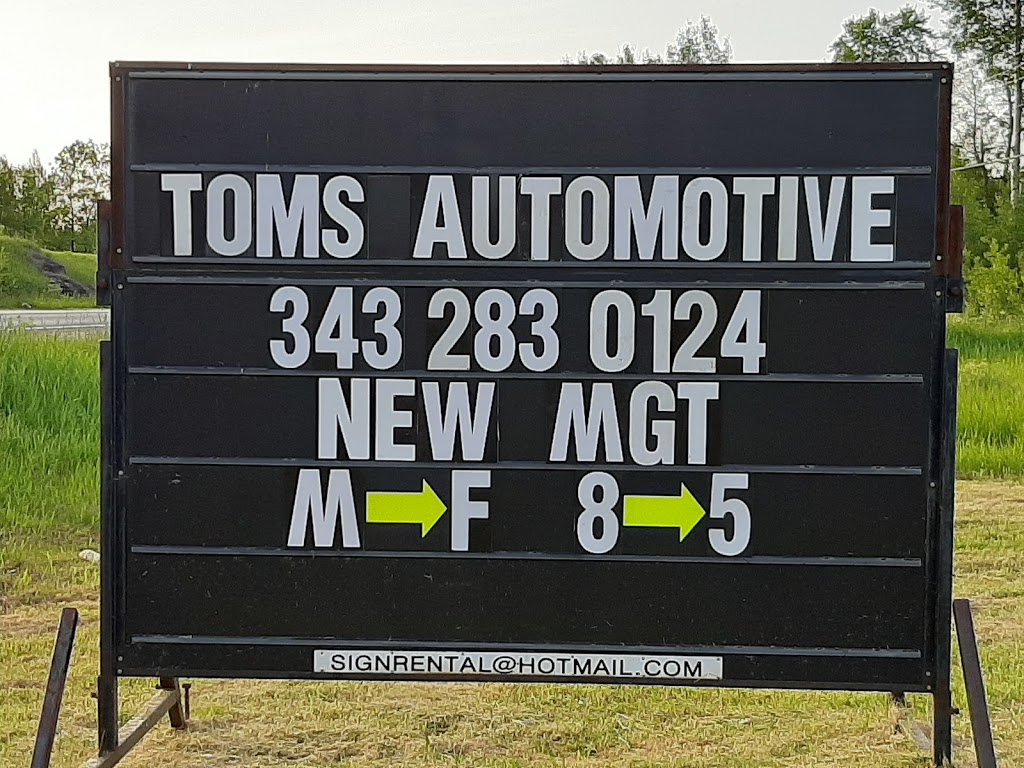 TOMS AUTOMOTIVE
343 283 0124
NEW MGT
M➡F 8➡5
SIGNRENTAL@HOTMAIL.COM